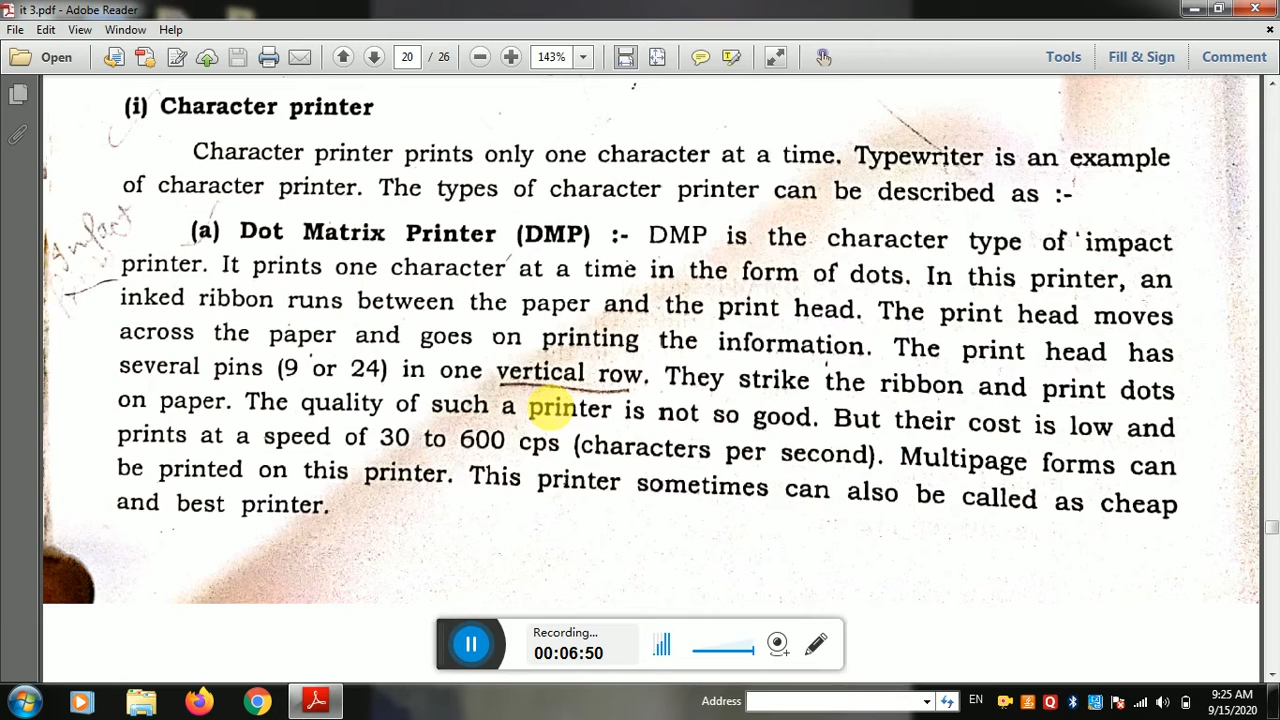 it 3.pdf - Adobe Reader
File Edit View Window Help
Open 20 / 26 143% Tools Fill & Sign Comment
(i) Character printer
Character printer prints only one character at a time. Typewriter is an example
of character printer. The types of character printer can be described as :-
(a) Dot Matrix Printer (DMP) :- DMP is the character type of impact
printer. It prints one character at a time in the form of dots. In this printer, an
inked ribbon runs between the paper and the print head. The print head moves
across the paper and goes on printing the information. The print head has
several pins (9 or 24) in one vertical row. They strike the ribbon and print dots
on paper. The quality of such a printer is not so good. But their cost is low and
prints at a speed of 30 to 600 cps (characters per second). Multipage forms can
be printed on this printer. This printer sometimes can also be called as cheap
and best printer.
Recording...
00:06:50
Address EN 9:25 AM
9/15/2020